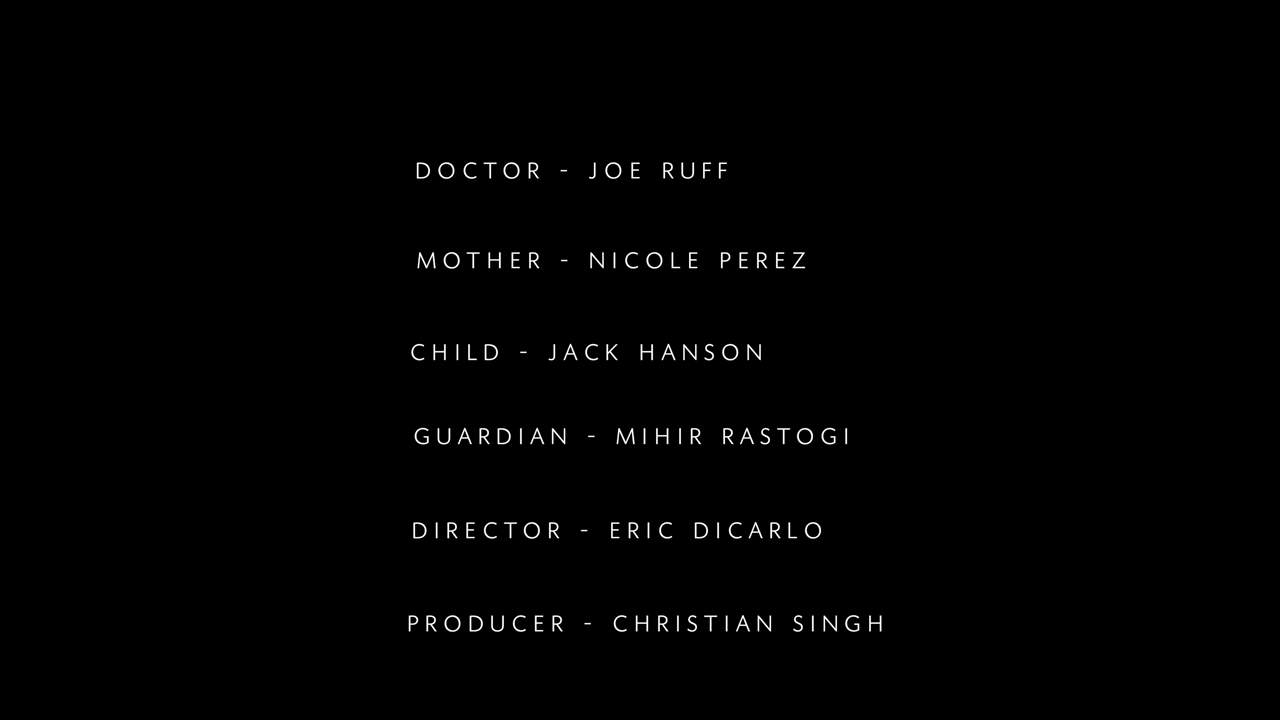 DOCTOR - JOE RUFF
MOTHER - NICOLE PEREZ
CHILD - JACK HANSON
GUARDIAN - MIHIR RASTOGI
DIRECTOR - ERIC DICARLO
PRODUCER - CHRISTIAN SINGH